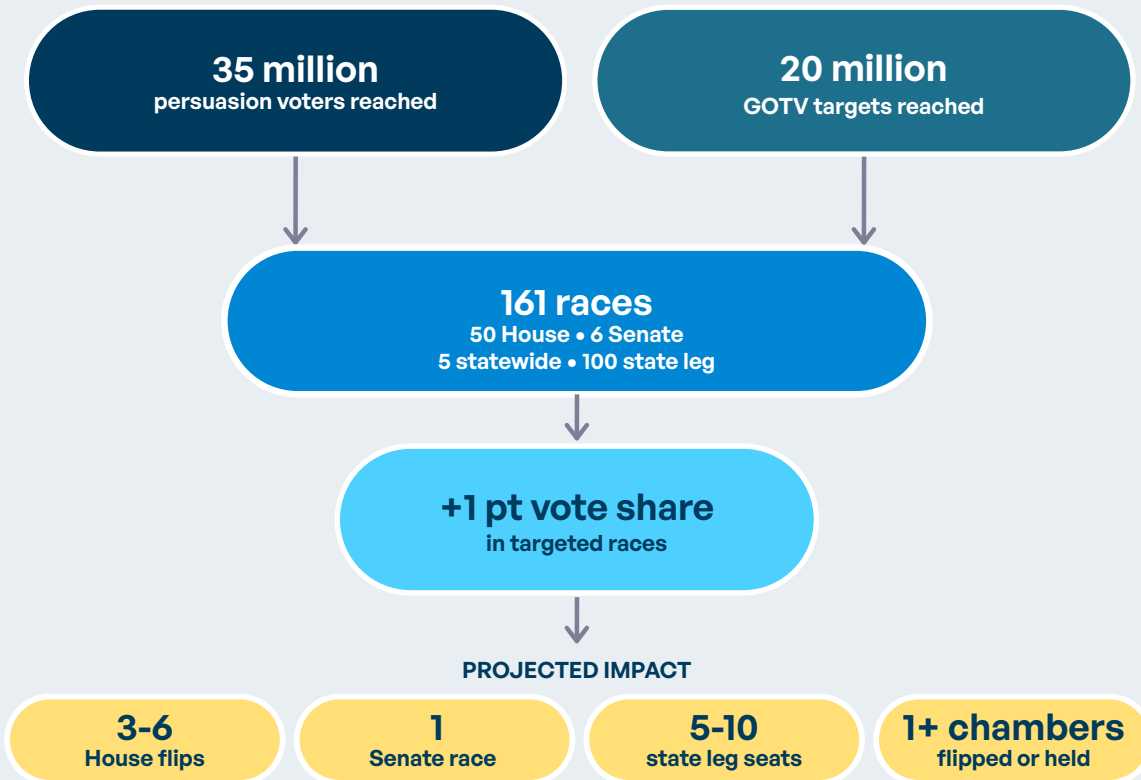 35 million
persuasion voters reached
20 million
GOTV targets reached
161 races
50 House • 6 Senate
5 statewide • 100 state leg
+1 pt vote share
in targeted races
PROJECTED IMPACT
3-6
House flips
1
Senate race
5-10
state leg seats
1+ chambers
flipped or held